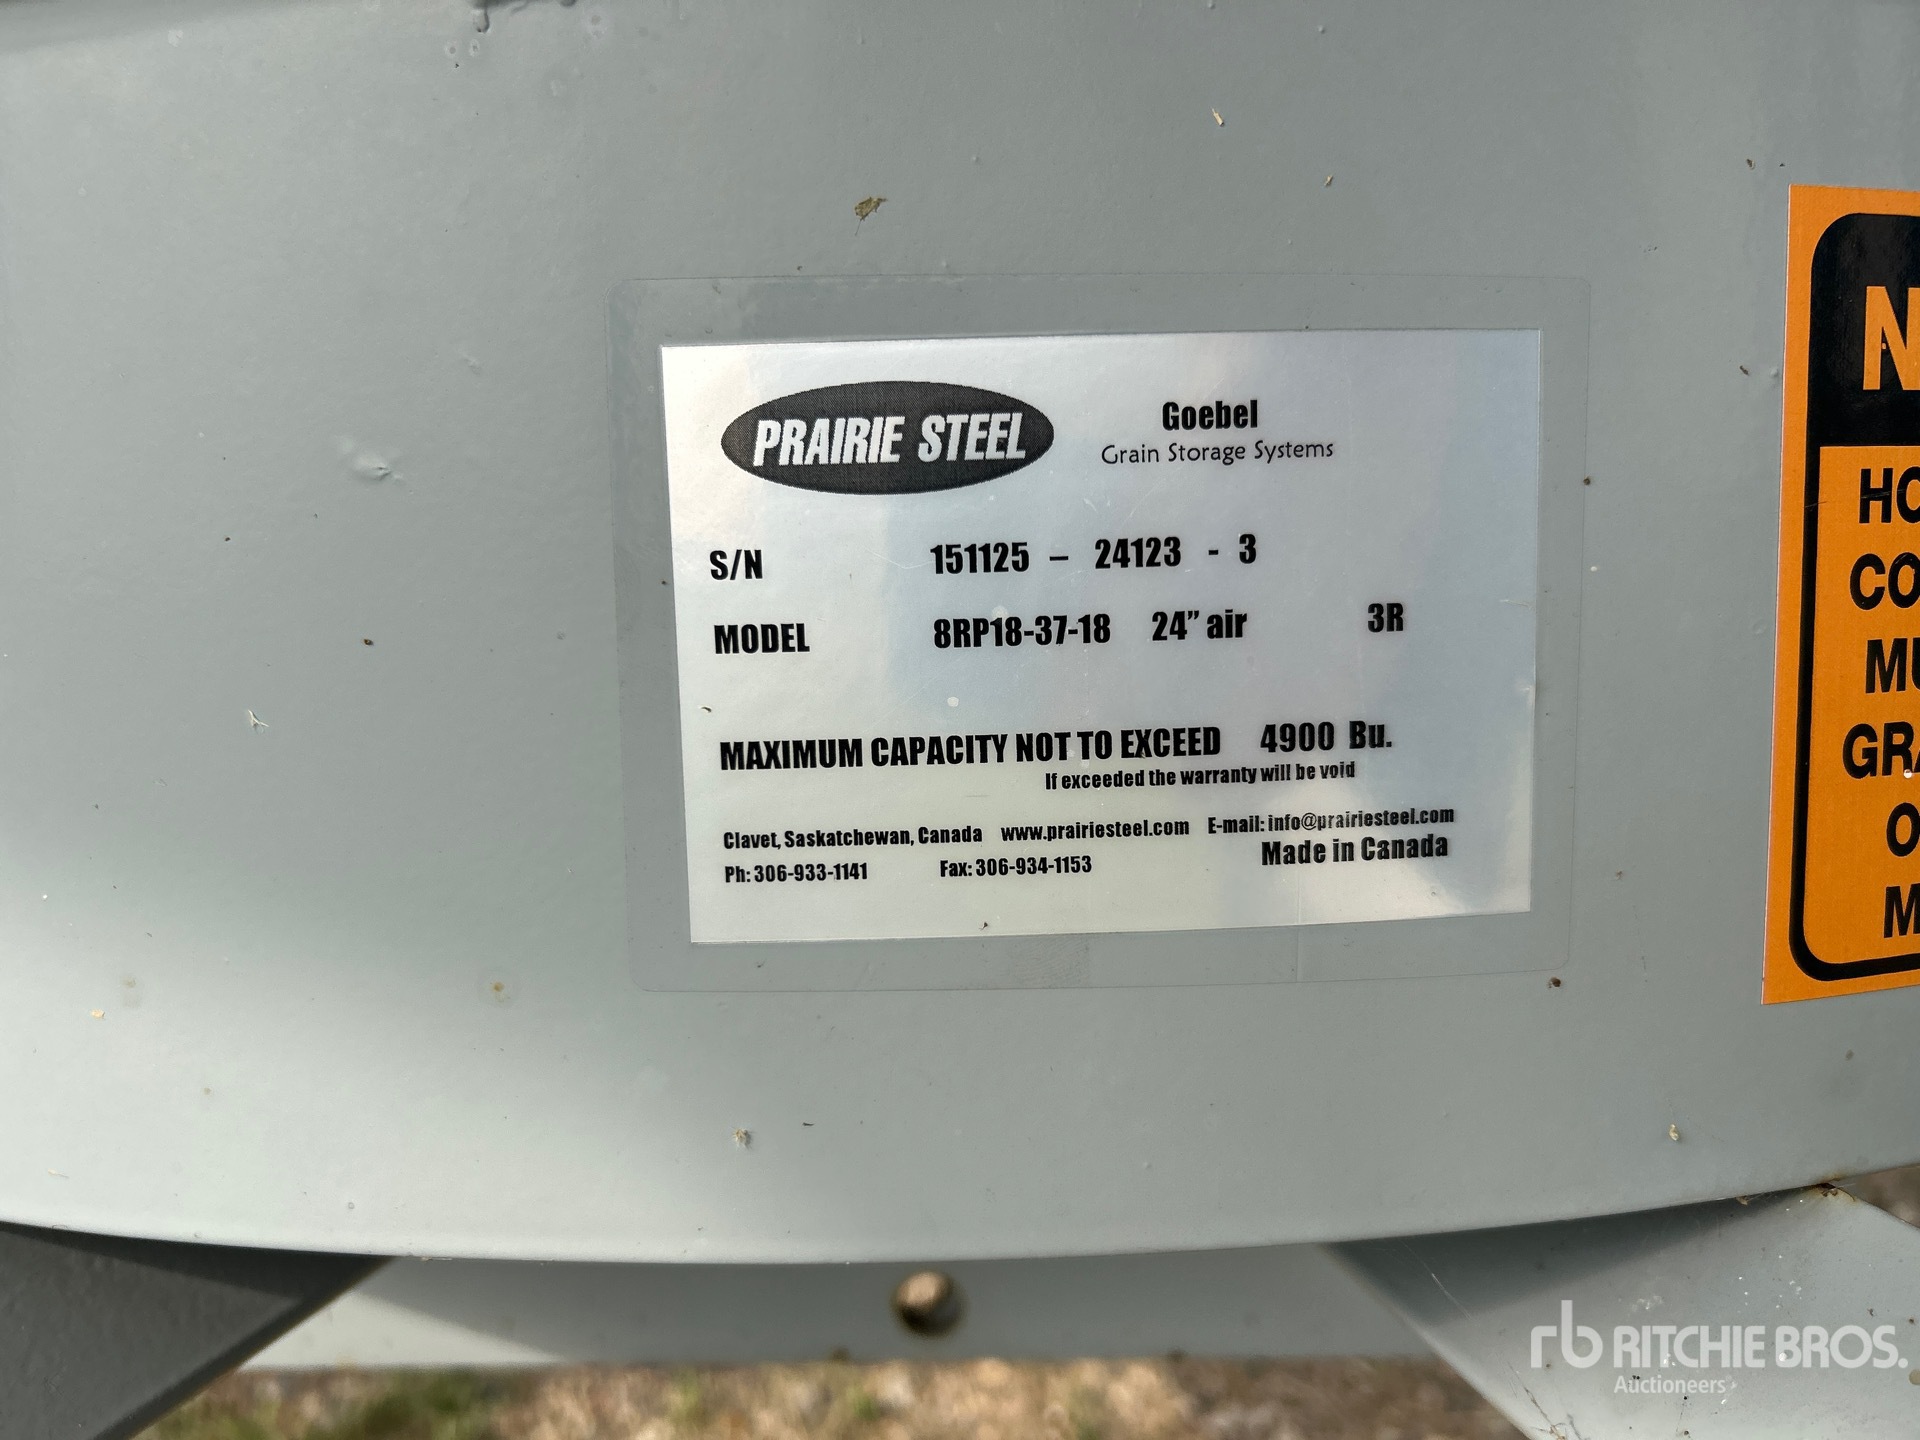 PRAIRIE STEEL
Goebel
Grain Storage Systems
S/N 151125 – 24123 - 3
MODEL 8RP18-37-18 24” air 3R
MAXIMUM CAPACITY NOT TO EXCEED 4900 Bu.
If exceeded the warranty will be void
Clavet, Saskatchewan, Canada www.prairiesteel.com E-mail: info@prairiesteel.com
Ph: 306-933-1141 Fax: 306-934-1153 Made in Canada
rb RITCHIE BROS.
Auctioneers